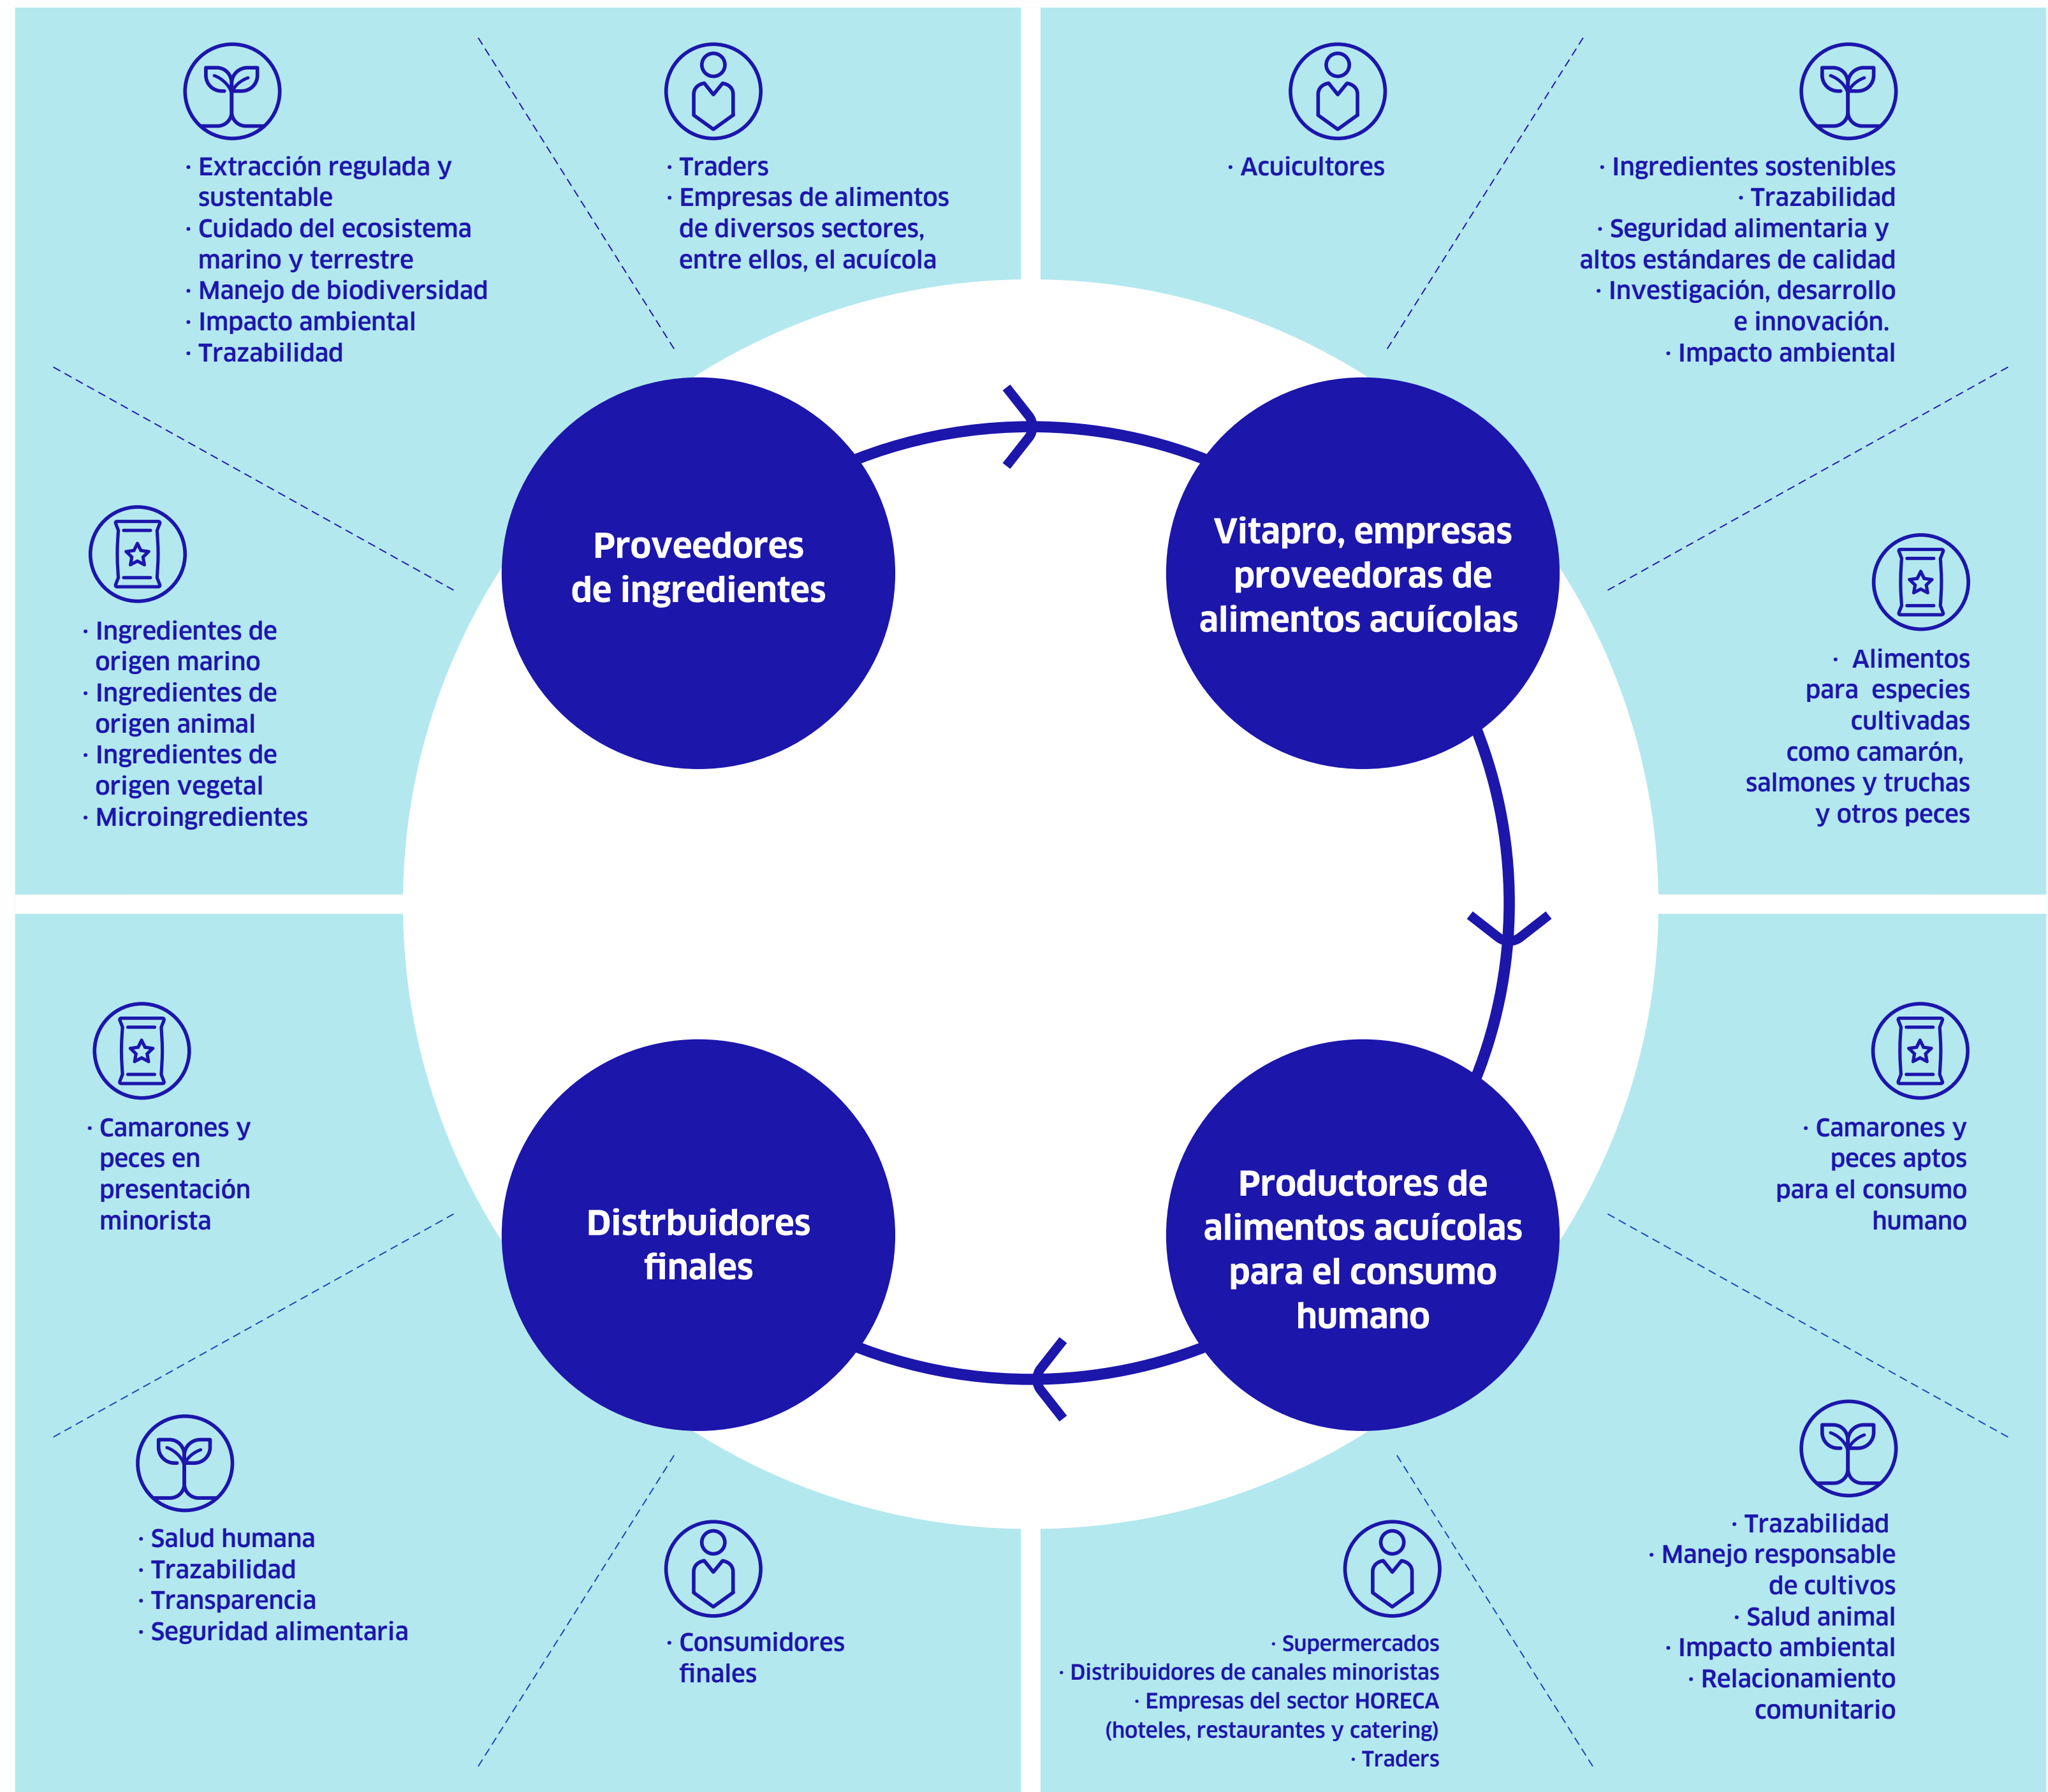 · Extracción regulada y
sustentable
· Cuidado del ecosistema
marino y terrestre
· Manejo de biodiversidad
· Impacto ambiental
· Trazabilidad
· Traders
· Empresas de alimentos
de diversos sectores,
entre ellos, el acuícola
· Ingredientes de
origen marino
· Ingredientes de
origen animal
· Ingredientes de
origen vegetal
· Microingredientes
Proveedores
de ingredientes
· Acuicultores
· Ingredientes sostenibles
· Trazabilidad
· Seguridad alimentaria y
altos estándares de calidad
· Investigación, desarrollo
e innovación.
· Impacto ambiental
Vitapro, empresas
proveedoras de
alimentos acuícolas
· Alimentos
para especies
cultivadas
como camarón,
salmones y truchas
y otros peces
· Camarones y
peces en
presentación
minorista
Distrbuidores
finales
· Salud humana
· Trazabilidad
· Transparencia
· Seguridad alimentaria
· Consumidores
finales
Productores de
alimentos acuícolas
para el consumo
humano
· Camarones y
peces aptos
para el consumo
humano
· Supermercados
· Distribuidores de canales minoristas
· Empresas del sector HORECA
(hoteles, restaurantes y catering)
· Traders
· Trazabilidad
· Manejo responsable
de cultivos
· Salud animal
· Impacto ambiental
· Relacionamiento
comunitario